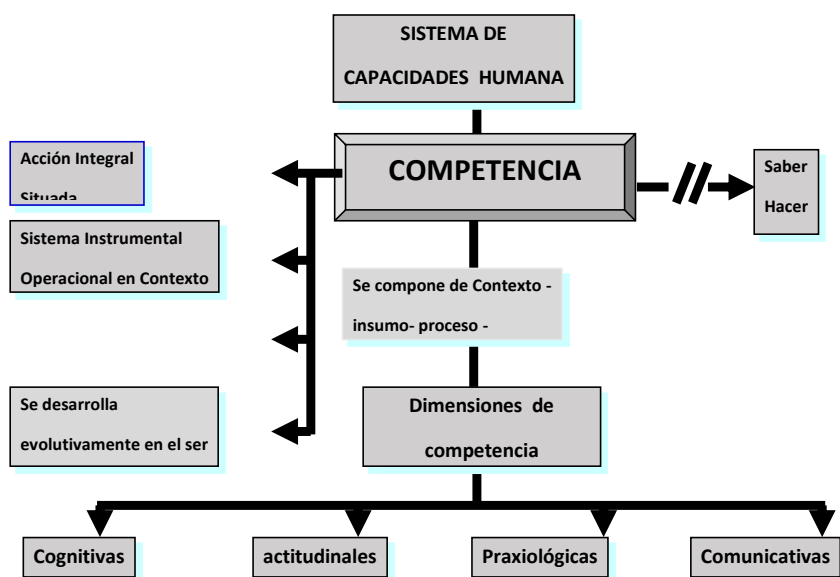 SISTEMA DE
CAPACIDADES HUMANA
COMPETENCIA
Acción Integral
Situada
Saber
Hacer
Sistema Instrumental
Operacional en Contexto
Se compone de Contexto -
insumo- proceso -
Se desarrolla
evolutivamente en el ser
Dimensiones de
competencia
Cognitivas
actitudinales
Praxiológicas
Comunicativas